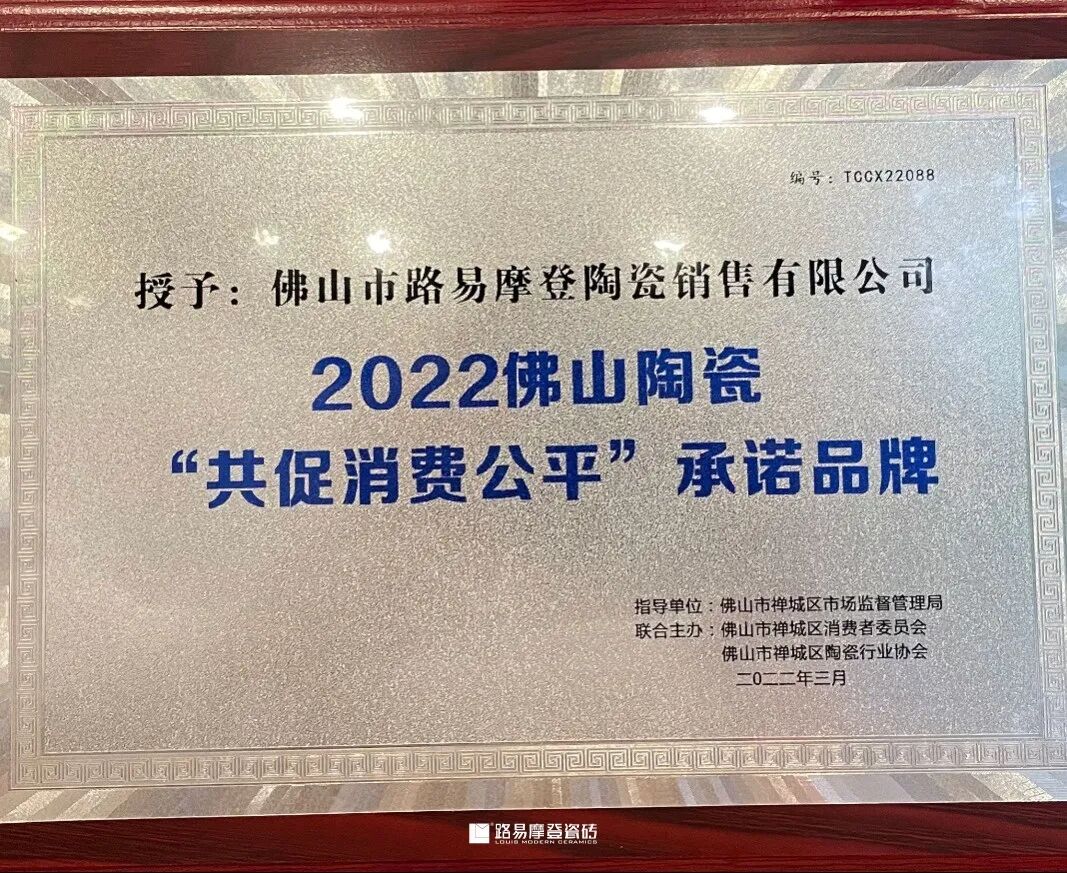 编号：TCCX22088
授予：佛山市路易摩登陶瓷销售有限公司
2022佛山陶瓷
“共促消费公平”承诺品牌
指导单位：佛山市禅城区市场监督管理局
联合主办：佛山市禅城区消费者委员会
佛山市禅城区陶瓷行业协会
二0二二年三月
路易摩登瓷砖
LOUIS MODERN CERAMICS